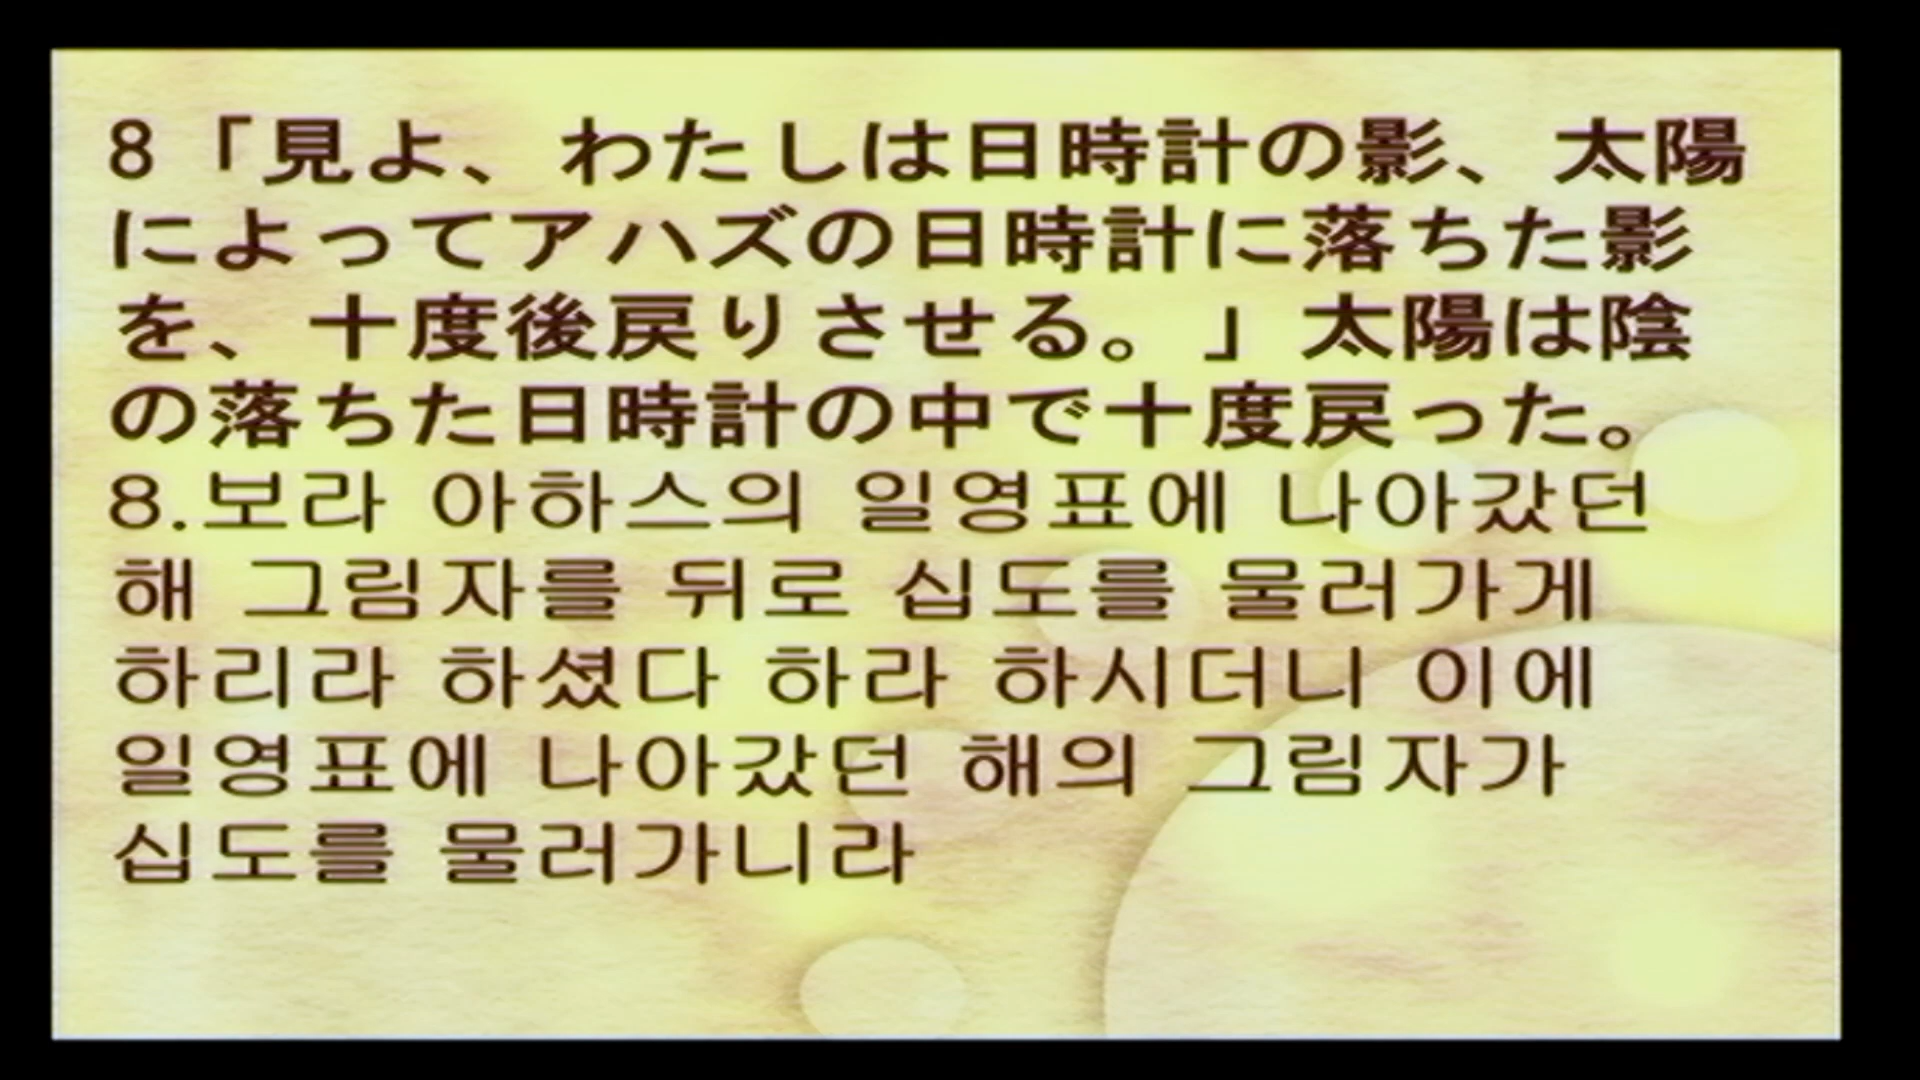 8「見よ、わたしは日時計の影、太陽
によってアハズの日時計に落ちた影
を、十度後戻りさせる。」太陽は陰
の落ちた日時計の中で十度戻った。
8.보라 아하스의 일영표에 나아갔던
해 그림자를 뒤로 십도를 물러가게
하리라 하셨다 하라 하시더니 이에
일영표에 나아갔던 해의 그림자가
십도를 물러가니라